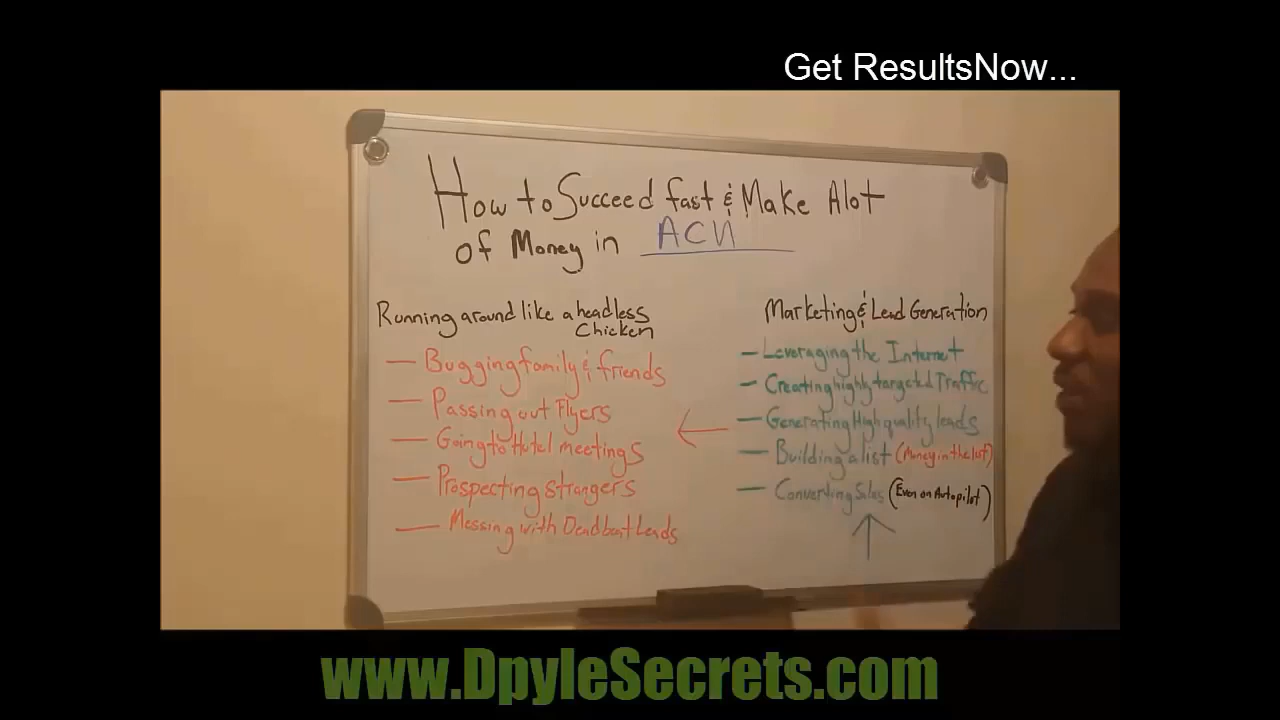 Get ResultsNow...
How to Succeed fast & Make Alot
of Money in ACN
Running around like a headless
Chicken
– Bugging family & friends
– Passing out Flyers
– Going to Hotel meetings
– Prospecting Strangers
– Messing with Deadbeat Leads
Marketing & Lead Generation
– Leveraging the Internet
– Creating highly targeted Traffic
– Generating High quality leads
– Building a list (Money in the list)
– Converting Sales (Even on Autopilot)
www.DpyleSecrets.com